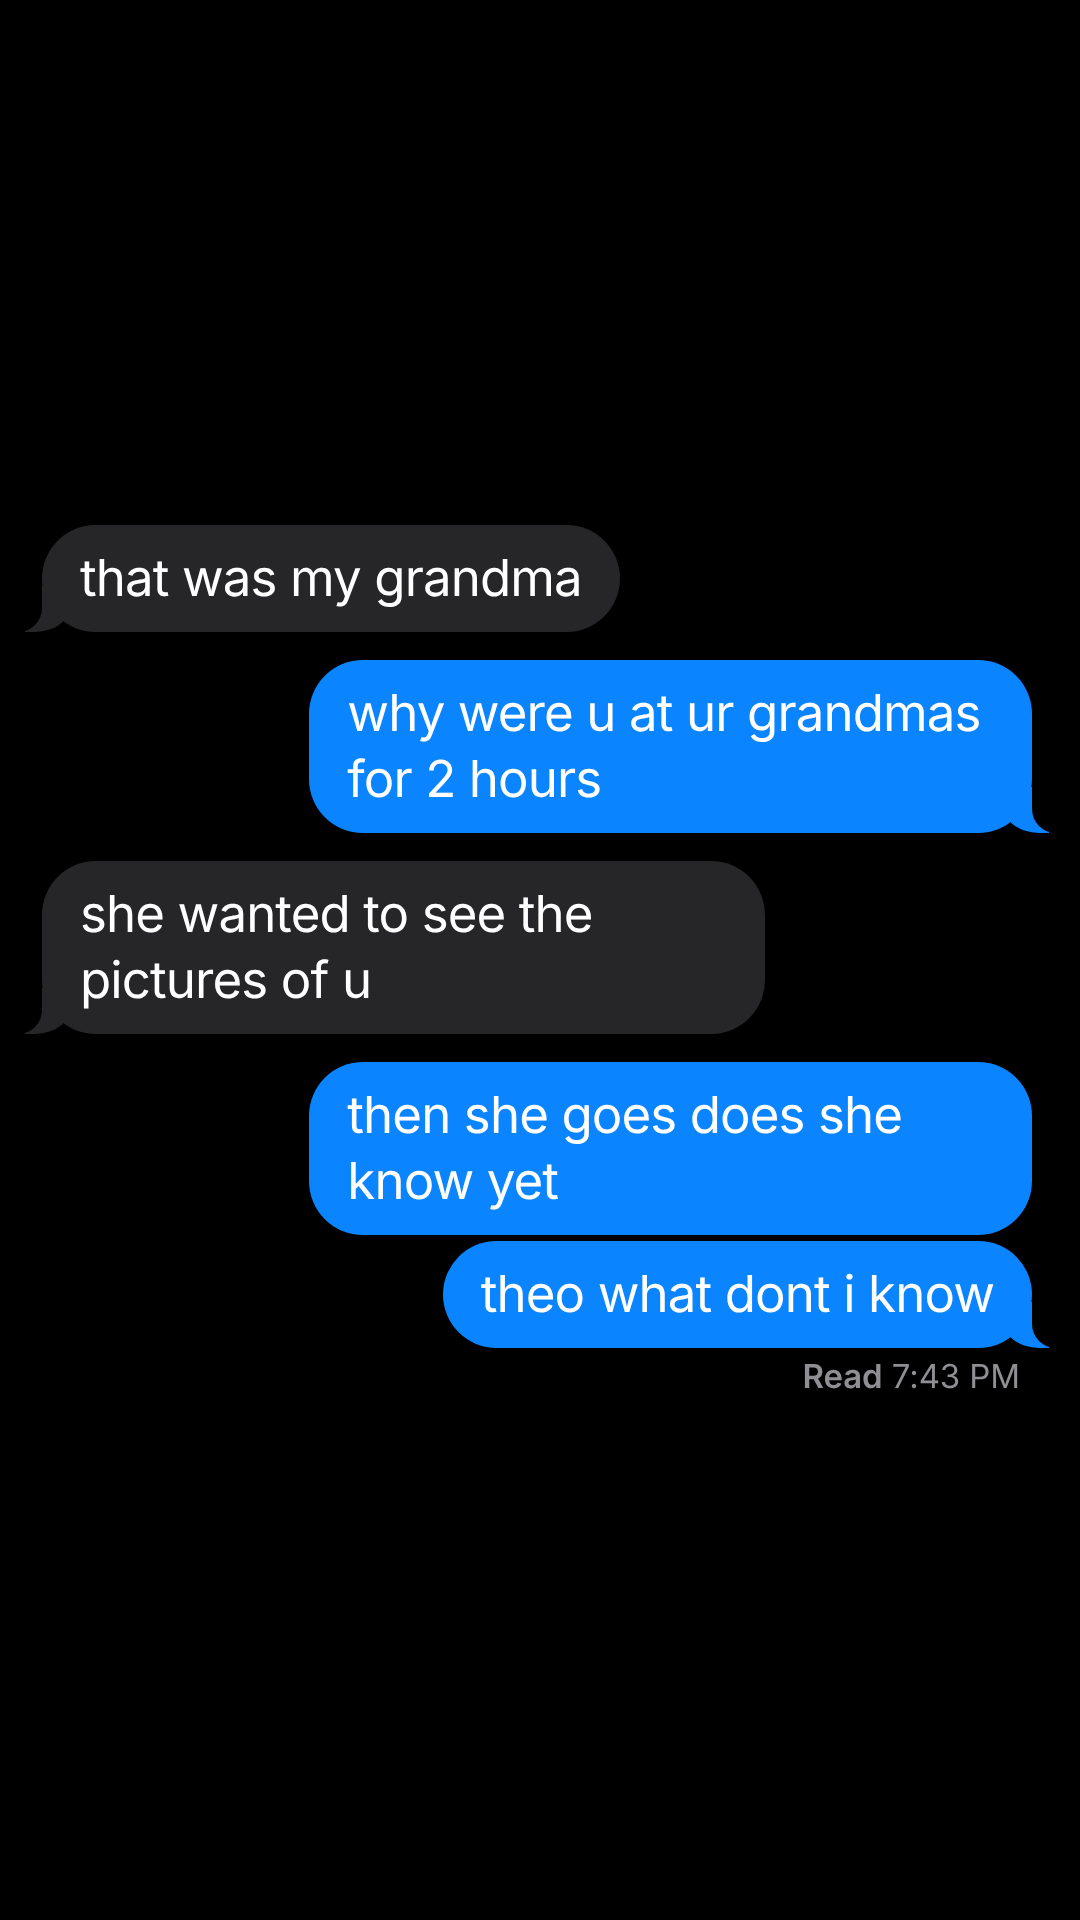 that was my grandma
why were u at ur grandmas
for 2 hours
she wanted to see the
pictures of u
then she goes does she
know yet
theo what dont i know
Read 7:43 PM